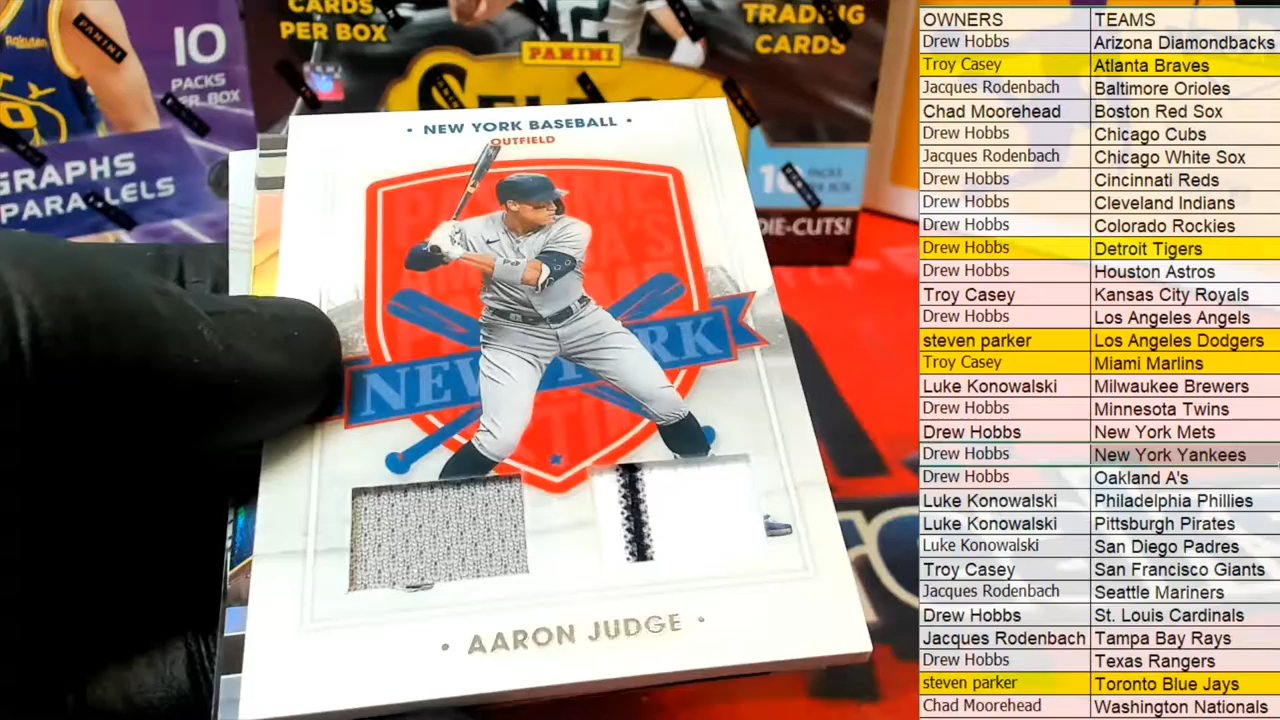 CARDS
PER BOX
TRADING
CARDS
PANINI
Rakuten
PANINI
10
PACKS
PER BOX
GRAPHS
PARALLELS
DIE-CUTS!
• NEW YORK BASEBALL •
OUTFIELD
NEW YORK
• AARON JUDGE •
OWNERS TEAMS
Drew Hobbs Arizona Diamondbacks
Troy Casey Atlanta Braves
Jacques Rodenbach Baltimore Orioles
Chad Moorehead Boston Red Sox
Drew Hobbs Chicago Cubs
Jacques Rodenbach Chicago White Sox
Drew Hobbs Cincinnati Reds
Drew Hobbs Cleveland Indians
Drew Hobbs Colorado Rockies
Drew Hobbs Detroit Tigers
Drew Hobbs Houston Astros
Troy Casey Kansas City Royals
Drew Hobbs Los Angeles Angels
steven parker Los Angeles Dodgers
Troy Casey Miami Marlins
Luke Konowalski Milwaukee Brewers
Drew Hobbs Minnesota Twins
Drew Hobbs New York Mets
Drew Hobbs New York Yankees
Drew Hobbs Oakland A's
Luke Konowalski Philadelphia Phillies
Luke Konowalski Pittsburgh Pirates
Luke Konowalski San Diego Padres
Troy Casey San Francisco Giants
Jacques Rodenbach Seattle Mariners
Drew Hobbs St. Louis Cardinals
Jacques Rodenbach Tampa Bay Rays
Drew Hobbs Texas Rangers
steven parker Toronto Blue Jays
Chad Moorehead Washington Nationals